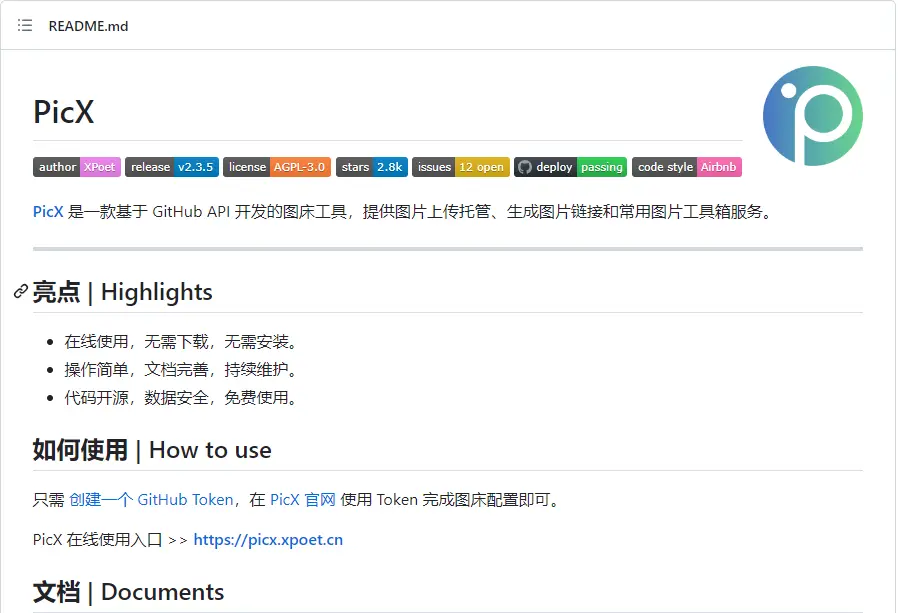 README.md
PicX
author XPoet release v2.3.5 license AGPL-3.0 stars 2.8k issues 12 open deploy passing code style Airbnb
PicX 是一款基于 GitHub API 开发的图床工具，提供图片上传托管、生成图片链接和常用图片工具箱服务。
亮点 | Highlights
在线使用，无需下载，无需安装。
操作简单，文档完善，持续维护。
代码开源，数据安全，免费使用。
如何使用 | How to use
只需 创建一个 GitHub Token，在 PicX 官网 使用 Token 完成图床配置即可。
PicX 在线使用入口 >> https://picx.xpoet.cn
文档 | Documents